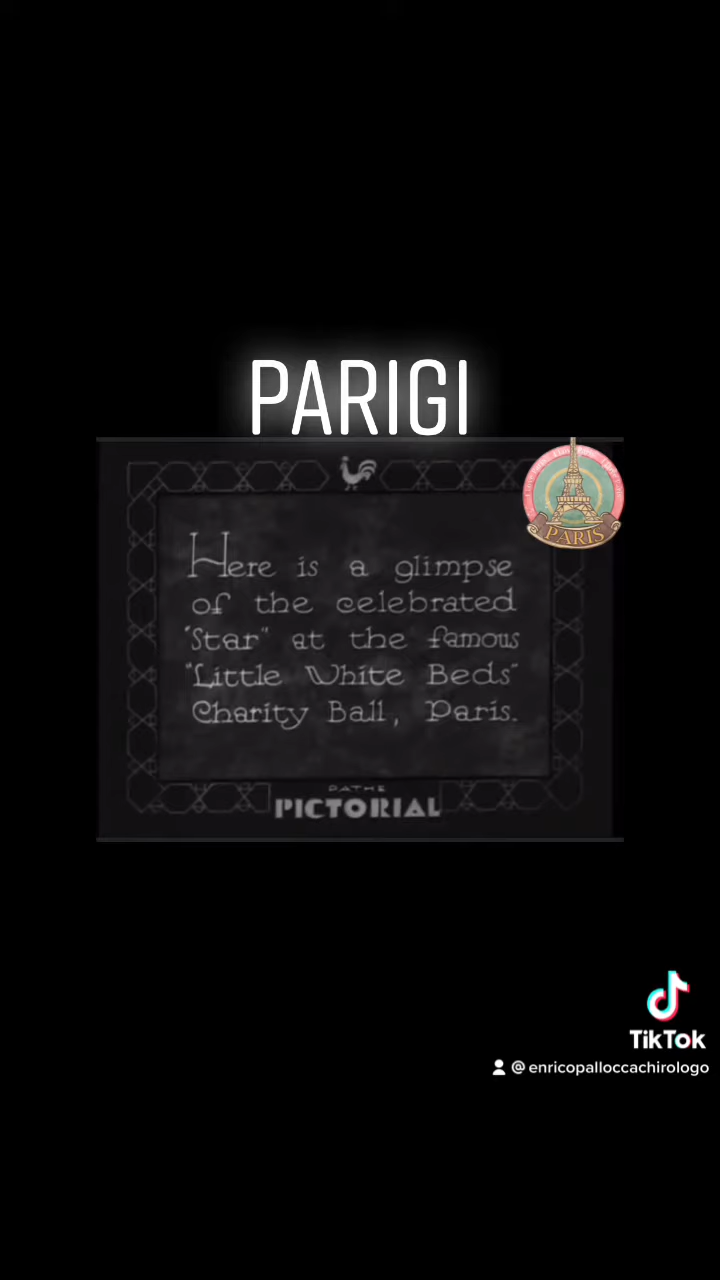 PARIGI
PARIS
Here is a glimpse
of the celebrated
"Star" at the famous
"Little White Beds"
Charity Ball, Paris.
PATHE
PICTORIAL
TikTok
@enricopalloccachirologo